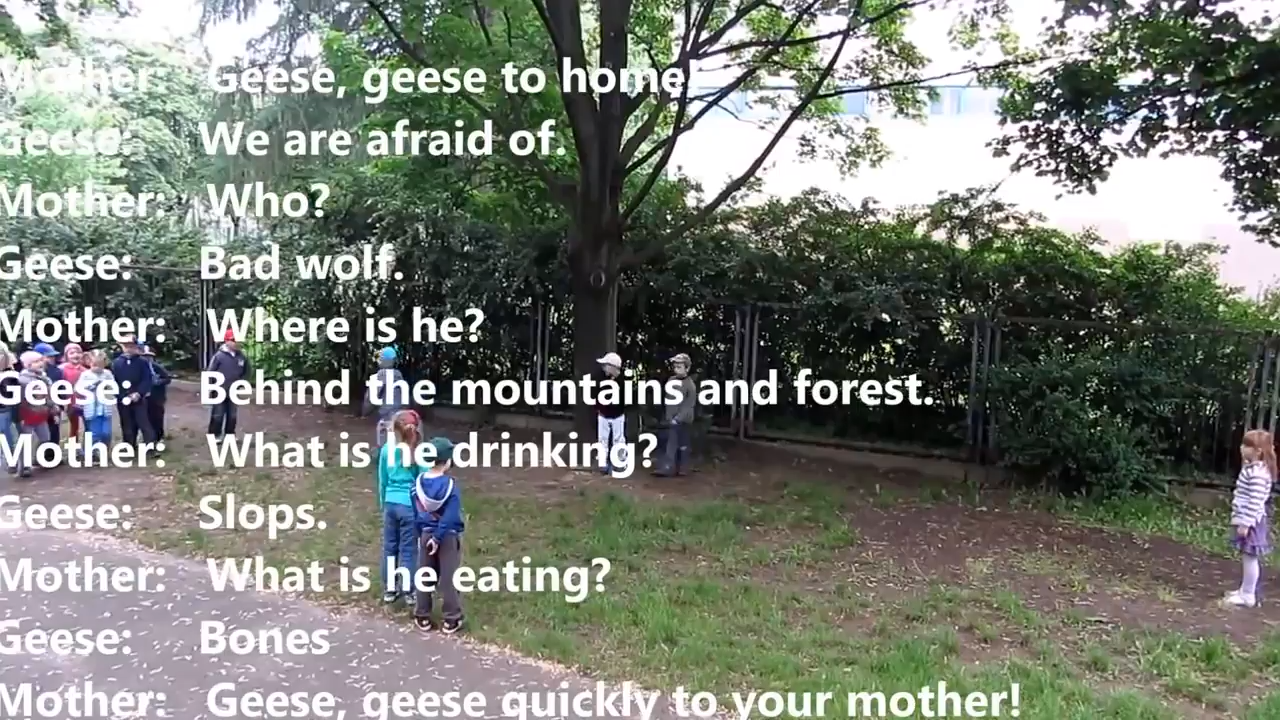 Mother: Geese, geese to home!
Geese: We are afraid of.
Mother: Who?
Geese: Bad wolf.
Mother: Where is he?
Geese: Behind the mountains and forest.
Mother: What is he drinking?
Geese: Slops.
Mother: What is he eating?
Geese: Bones
Mother: Geese, geese quickly to your mother!